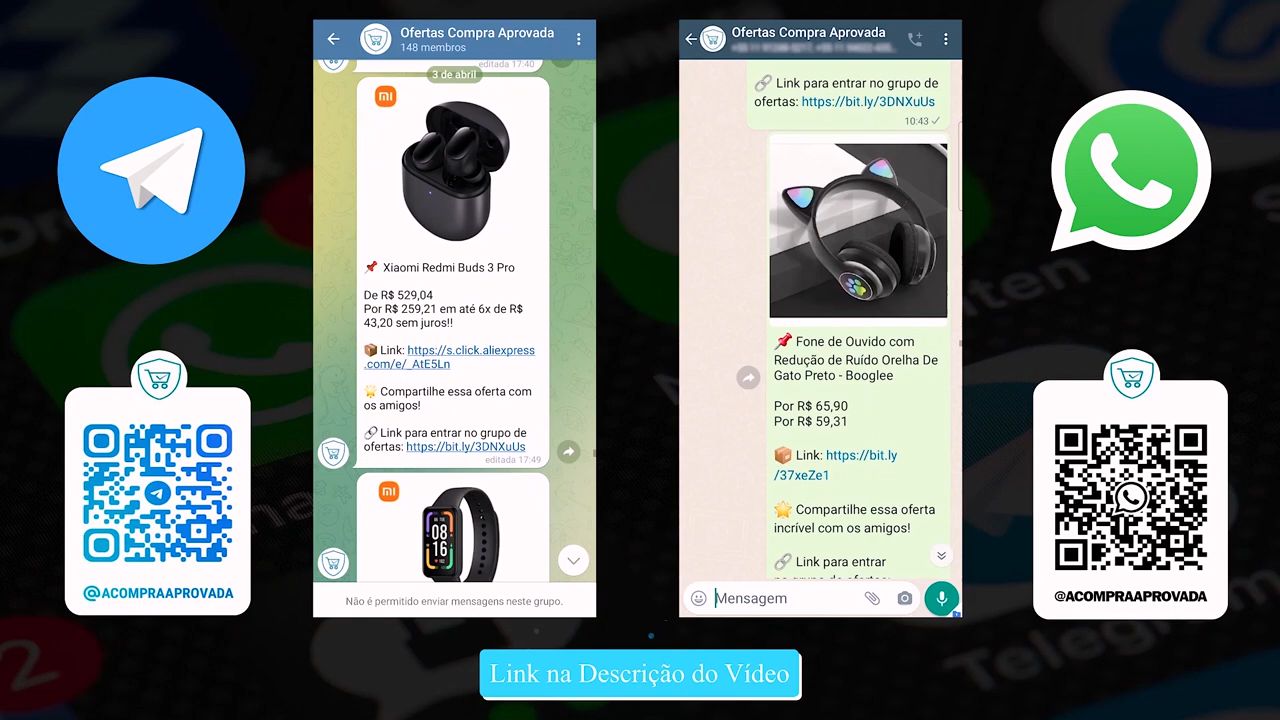 Ofertas Compra Aprovada
148 membros
editada 17:40
3 de abril
📌 Xiaomi Redmi Buds 3 Pro
De R$ 529,04
Por R$ 259,21 em até 6x de R$
43,20 sem juros!!
📦 Link: https://s.click.aliexpress
.com/e/_AtE5Ln
🌟 Compartilhe essa oferta com
os amigos!
🔗 Link para entrar no grupo de
ofertas: https://bit.ly/3DNXuUs
editada 17:49
08
16
Não é permitido enviar mensagens neste grupo.
Ofertas Compra Aprovada
🔗 Link para entrar no grupo de
ofertas: https://bit.ly/3DNXuUs
10:43
📌 Fone de Ouvido com
Redução de Ruído Orelha De
Gato Preto - Booglee
Por R$ 65,90
Por R$ 59,31
📦 Link: https://bit.ly
/37xeZe1
🌟 Compartilhe essa oferta
incrível com os amigos!
🔗 Link para entrar
Mensagem
@ACOMPRAAPROVADA
@ACOMPRAAPROVADA
Link na Descrição do Vídeo
2
Telegram